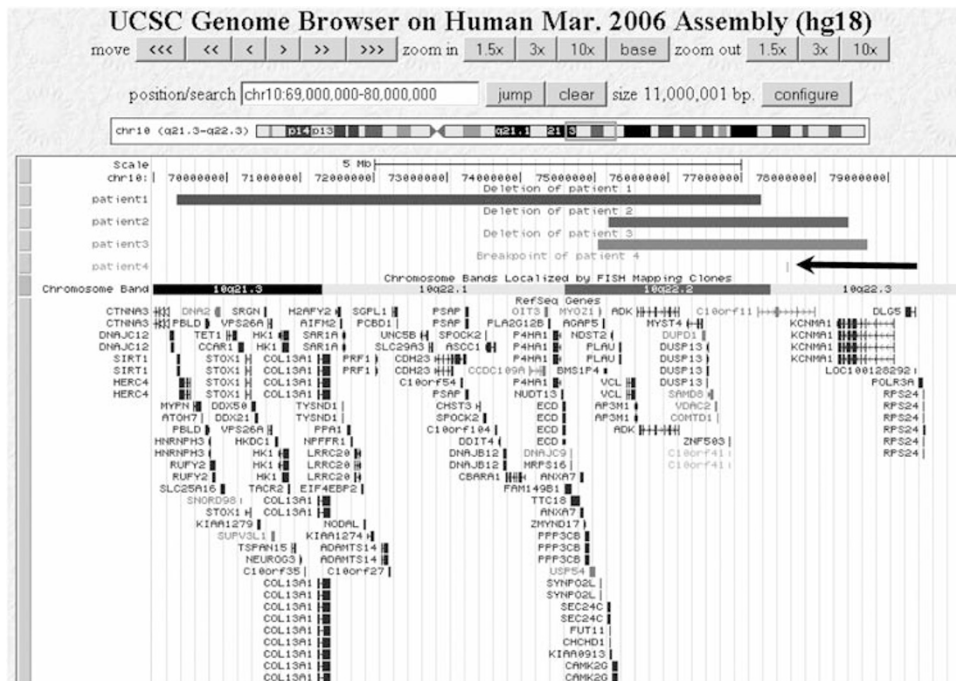 UCSC Genome Browser on Human Mar. 2006 Assembly (hg18)
move <<< << < > >> >>> zoom in 1.5x 3x 10x base zoom out 1.5x 3x 10x
position/search chr10:69,000,000-80,000,000 jump clear size 11,000,001 bp. configure
chr10 (q21.3-q22.3) p14 p13 q21.1 21 3
Scale 5 Mb
chr10: 70000000| 71000000| 72000000| 73000000| 74000000| 75000000| 76000000| 77000000| 78000000| 79000000|
Deletion of patient 1
patient1
Deletion of patient 2
patient2
Deletion of patient 3
patient3
Breakpoint of patient 4
patient4
Chromosome Bands Localized by FISH Mapping Clones
Chromosome Band 10q21.3 10q22.1 10q22.2 10q22.3
RefSeq Genes
CTNNA3 DNA2 SRGN H2AFY2 SGPL1 PSAP OIT3 MYOZ1 ADK C10orf11 DLG5
CTNNA3 PBLD VPS26A AIFM2 PCBD1 PSAP PLA2G12B AGAP5 MYST4 KCNMA1
DNAJC12 TET1 HK1 SAR1A UNC5B SPOCK2 P4HA1 NDST2 DUPD1 KCNMA1
DNAJC12 CCAR1 HK1 SAR1A SLC29A3 ASCC1 P4HA1 PLAU DUSP13 KCNMA1
SIRT1 STOX1 COL13A1 PRF1 CDH23 P4HA1 PLAU DUSP13 KCNMA1
SIRT1 STOX1 COL13A1 PRF1 CDH23 CCDC109A BMS1P4 DUSP13 LOC100128292
HERC4 STOX1 COL13A1 C10orf54 P4HA1 VCL DUSP13 POLR3A
HERC4 STOX1 COL13A1 PSAP NUDT13 VCL SAMD8 RPS24
MYPN DDX50 TYSND1 CHST3 ECD AP3M1 VDAC2 RPS24
ATOH7 DDX21 TYSND1 SPOCK2 ECD AP3M1 COMTD1 RPS24
PBLD VPS26A PPA1 C10orf104 ECD ADK RPS24
HNRNPH3 HKDC1 NPFFR1 DDIT4 ECD ZNF503 RPS24
HNRNPH3 HK1 LRRC20 DNAJB12 DNAJC9 C10orf41 RPS24
RUFY2 HK1 LRRC20 DNAJB12 MRPS16 C10orf41
RUFY2 HK1 LRRC20 CBARA1 ANXA7
SLC25A16 TACR2 EIF4EBP2 FAM149B1
SNORD98 COL13A1 TTC18
STOX1 COL13A1 ANXA7
KIAA1279 NODAL ZMYND17
SUPV3L1 KIAA1274 PPP3CB
TSPAN15 ADAMTS14 PPP3CB
NEUROG3 ADAMTS14 PPP3CB
C10orf35 C10orf27 USP54
COL13A1 SYNPO2L
COL13A1 SYNPO2L
COL13A1 SEC24C
COL13A1 SEC24C
COL13A1 FUT11
COL13A1 CHCHD1
COL13A1 KIAA0913
COL13A1 CAMK2G
COL13A1 CAMK2G